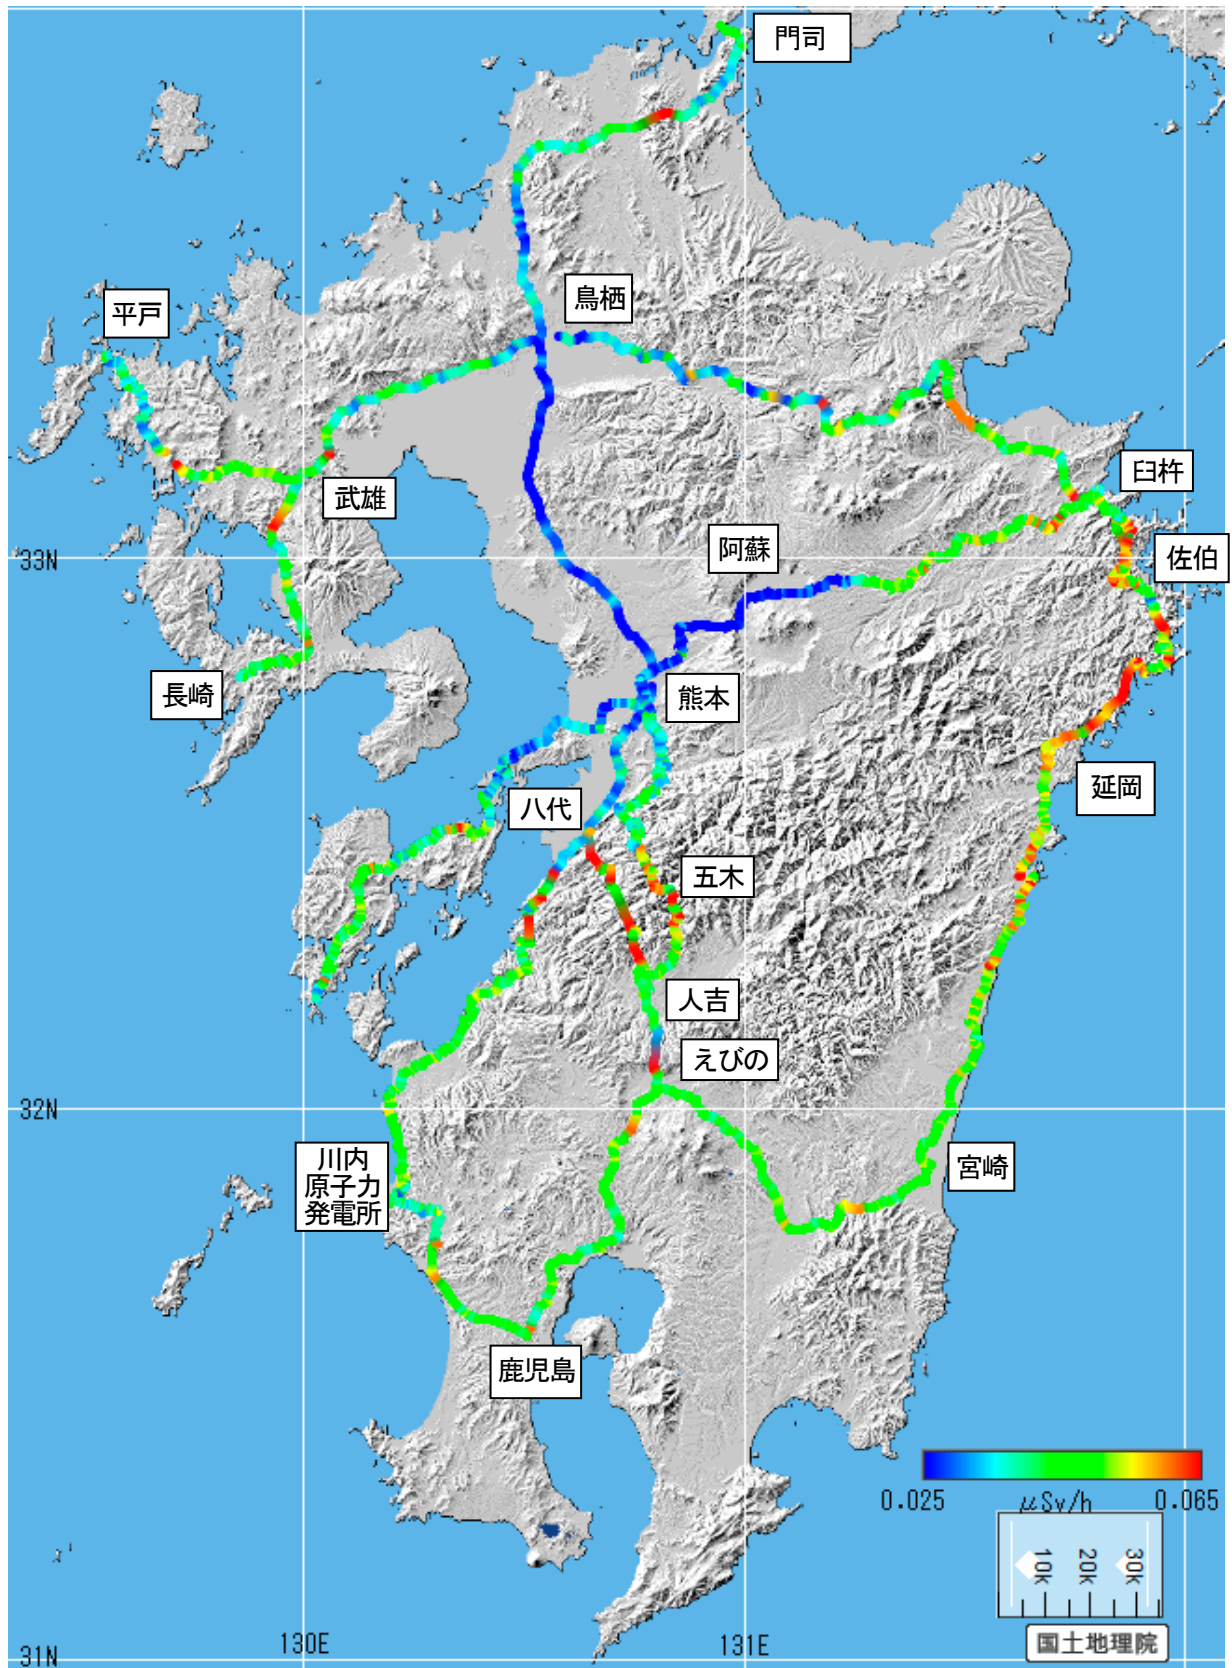 門司
鳥栖
平戸
臼杵
武雄
阿蘇
佐伯
33N
長崎
熊本
延岡
八代
五木
人吉
えびの
32N
川内
原子力
発電所
宮崎
鹿児島
0.025 μSv/h 0.065
10k 20k 30k
130E 131E
国土地理院
31N